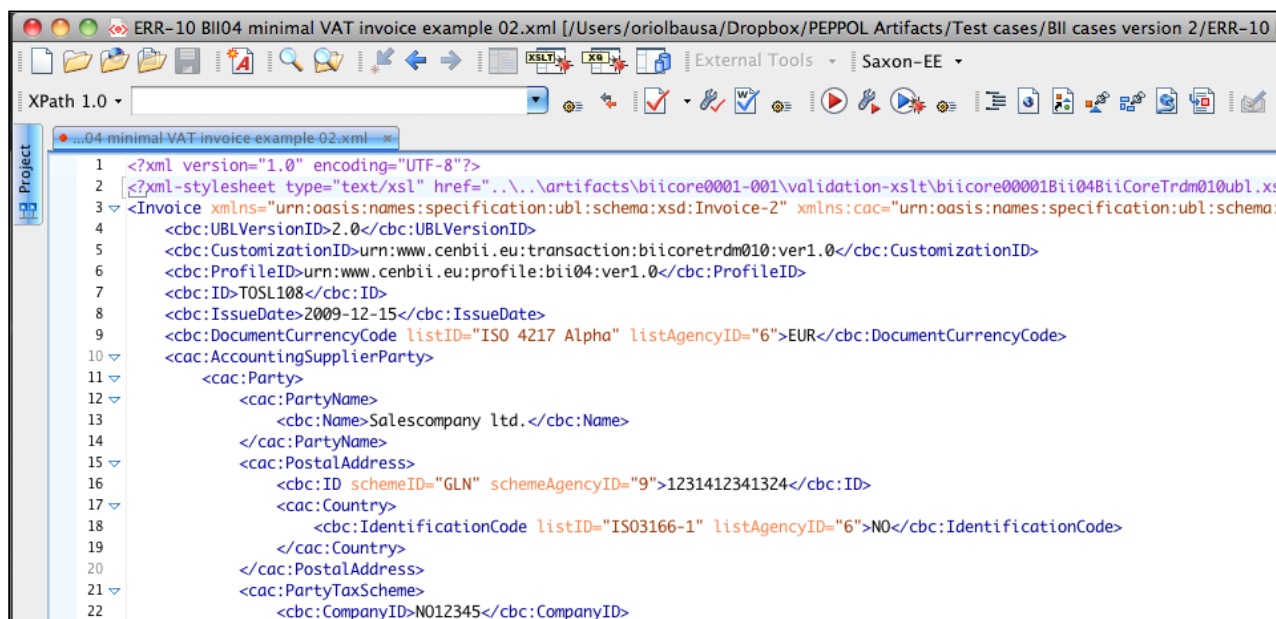 ERR-10 BII04 minimal VAT invoice example 02.xml [/Users/oriolbausa/Dropbox/PEPPOL Artifacts/Test cases/BII cases version 2/ERR-10
XSLT XQ External Tools Saxon-EE
XPath 1.0
Project
...04 minimal VAT invoice example 02.xml
1 <?xml version="1.0" encoding="UTF-8"?>
2 <?xml-stylesheet type="text/xsl" href="..\..\artifacts\biicore0001-001\validation-xslt\biicore00001Bii04BiiCoreTrdm010ubl.xs
3 <Invoice xmlns="urn:oasis:names:specification:ubl:schema:xsd:Invoice-2" xmlns:cac="urn:oasis:names:specification:ubl:schema:
4 <cbc:UBLVersionID>2.0</cbc:UBLVersionID>
5 <cbc:CustomizationID>urn:www.cenbii.eu:transaction:biicoretrdm010:ver1.0</cbc:CustomizationID>
6 <cbc:ProfileID>urn:www.cenbii.eu:profile:bii04:ver1.0</cbc:ProfileID>
7 <cbc:ID>TOSL108</cbc:ID>
8 <cbc:IssueDate>2009-12-15</cbc:IssueDate>
9 <cbc:DocumentCurrencyCode listID="ISO 4217 Alpha" listAgencyID="6">EUR</cbc:DocumentCurrencyCode>
10 <cac:AccountingSupplierParty>
11 <cac:Party>
12 <cac:PartyName>
13 <cbc:Name>Salescompany ltd.</cbc:Name>
14 </cac:PartyName>
15 <cac:PostalAddress>
16 <cbc:ID schemeID="GLN" schemeAgencyID="9">1231412341324</cbc:ID>
17 <cac:Country>
18 <cbc:IdentificationCode listID="ISO3166-1" listAgencyID="6">NO</cbc:IdentificationCode>
19 </cac:Country>
20 </cac:PostalAddress>
21 <cac:PartyTaxScheme>
22 <cbc:CompanyID>NO12345</cbc:CompanyID>